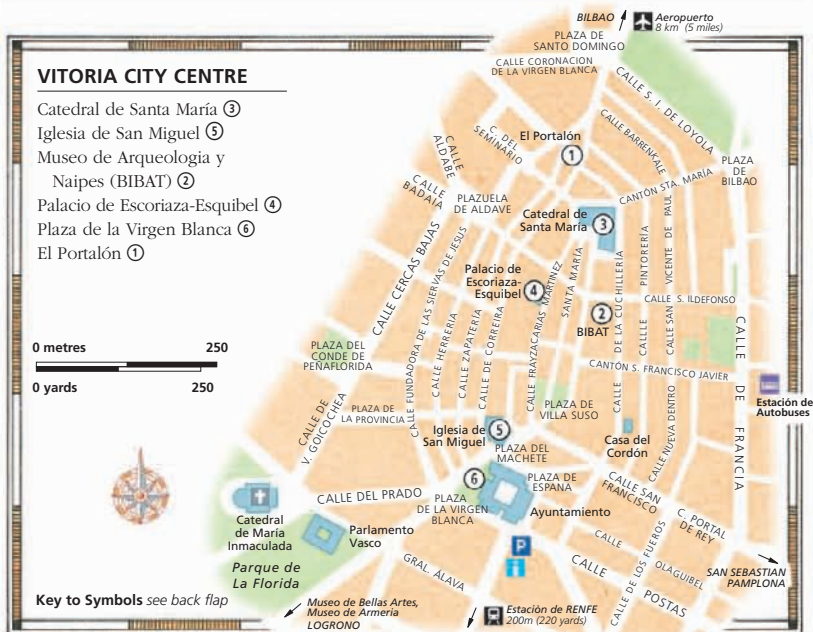 VITORIA CITY CENTRE
Catedral de Santa María ③
Iglesia de San Miguel ⑤
Museo de Arqueologia y
Naipes (BIBAT) ②
Palacio de Escoriaza-Esquibel ④
Plaza de la Virgen Blanca ⑥
El Portalón ①
0 metres 250
0 yards 250
BILBAO
Aeropuerto
8 km (5 miles)
PLAZA DE
SANTO DOMINGO
CALLE CORONACION
DE LA VIRGEN BLANCA
CALLE S. I. DE LOYOLA
CALLE BARRENKALE
C. DEL
SEMINARIO
El Portalón
①
CALLE
ALDABE
CALLE
BADAIA
PLAZUELA
DE ALDAVE
CANTÓN STA. MARÍA
PLAZA
DE
BILBAO
Catedral de
Santa María
③
CALLE CERCAS BAJAS
CALLE FUNDADORA DE LAS SIERVAS DE JESUS
Palacio de
Escoriaza-
Esquibel
④
CALLE FRAYZACARIAS MARTINEZ
SANTA MARÍA
②
BIBAT
CALLE DE LA CUCHILLERÍA
CALLLE PINTORERÍA
CALLE SAN VICENTE DE PAUL
CALLE S. ILDEFONSO
CALLE DE FRANCIA
CALLE HERRERIA
CALLE ZAPATERÍA
CALLE DE CORREIRA
PLAZA DEL
CONDE DE
PEÑAFLORIDA
CANTÓN S. FRANCISCO JAVIER
Estación de
Autobuses
CALLE DE
V. GOICOCHEA
PLAZA DE
LA PROVINCIA
PLAZA DE
VILLA SUSO
Iglesia de
San Miguel
⑤
PLAZA DEL
MACHETE
Casa del
Cordón
CALLE NUEVA DENTRO
⑥
PLAZA DE
ESPANA
CALLE SAN
FRANCISCO
C. PORTAL
DE REY
CALLE DEL PRADO
PLAZA
DE LA VIRGEN
BLANCA
Ayuntamiento
Catedral
de María
Inmaculada
Parlamento
Vasco
Parque de
La Florida
GRAL. ALAVA
P
i
CALLE
OLAGUIBEL
CALLE DE LOS FUEROS
CALLE
POSTAS
SAN SEBASTIAN
PAMPLONA
Key to Symbols see back flap
Museo de Bellas Artes,
Museo de Armería
LOGRONO
Estación de RENFE
200m (220 yards)